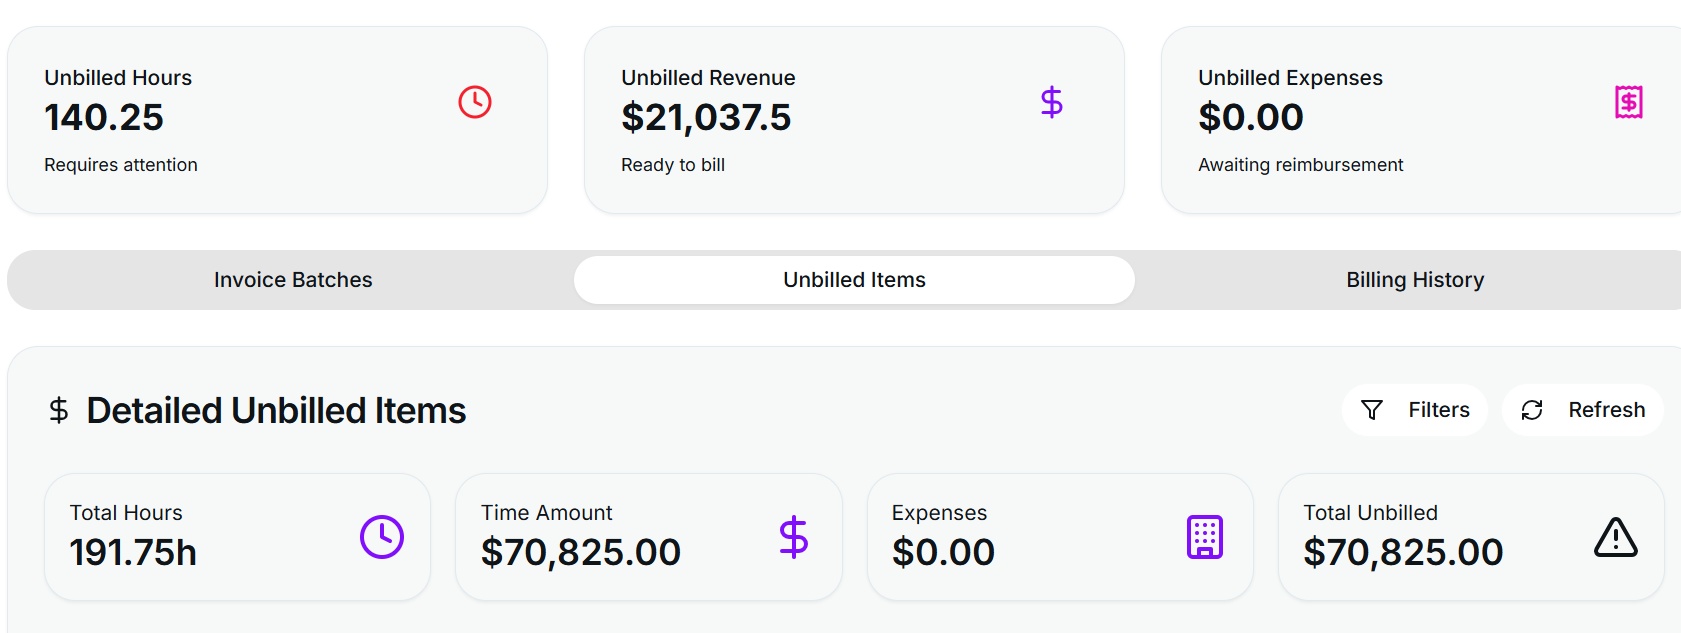 Unbilled Hours
140.25
Requires attention
Unbilled Revenue
$21,037.5
Ready to bill
Unbilled Expenses
$0.00
Awaiting reimbursement
Invoice Batches
Unbilled Items
Billing History
$ Detailed Unbilled Items
Filters
Refresh
Total Hours
191.75h
Time Amount
$70,825.00
Expenses
$0.00
Total Unbilled
$70,825.00